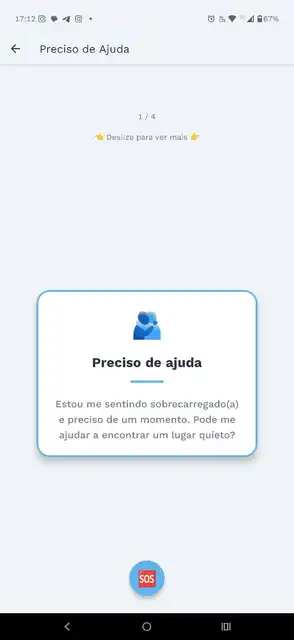 17:12
67%
Preciso de Ajuda
1 / 4
👈 Deslize para ver mais 👉
Preciso de ajuda
Estou me sentindo sobrecarregado(a)
e preciso de um momento. Pode me
ajudar a encontrar um lugar quieto?
SOS